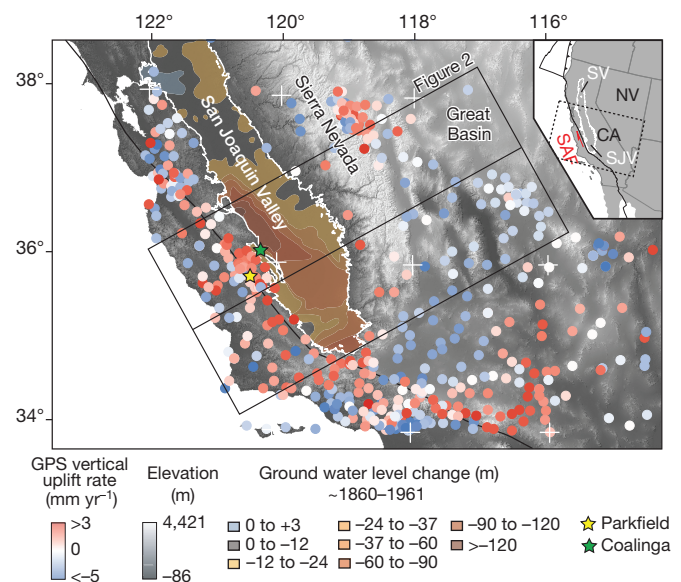 122° 120° 118° 116°
38°
36°
34°
Figure 2
Sierra Nevada
San Joaquin Valley
Great
Basin
SV
NV
CA
SAF
SJV
GPS vertical
uplift rate
(mm yr⁻¹)
>3
0
<–5
Elevation
(m)
4,421
–86
Ground water level change (m)
~1860–1961
0 to +3
0 to –12
–12 to –24
–24 to –37
–37 to –60
–60 to –90
–90 to –120
>–120
Parkfield
Coalinga